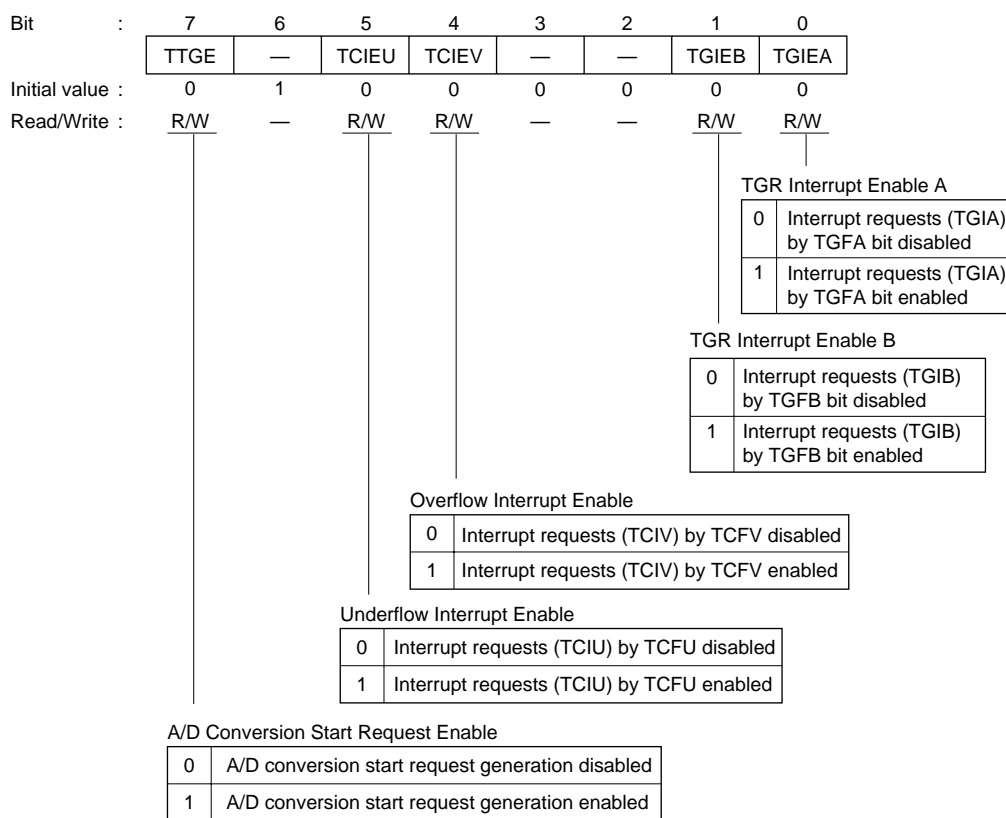 Bit : 7 6 5 4 3 2 1 0
TTGE — TCIEU TCIEV — — TGIEB TGIEA
Initial value : 0 1 0 0 0 0 0 0
Read/Write : R/W — R/W R/W — — R/W R/W
TGR Interrupt Enable A
0 Interrupt requests (TGIA)
by TGFA bit disabled
1 Interrupt requests (TGIA)
by TGFA bit enabled
TGR Interrupt Enable B
0 Interrupt requests (TGIB)
by TGFB bit disabled
1 Interrupt requests (TGIB)
by TGFB bit enabled
Overflow Interrupt Enable
0 Interrupt requests (TCIV) by TCFV disabled
1 Interrupt requests (TCIV) by TCFV enabled
Underflow Interrupt Enable
0 Interrupt requests (TCIU) by TCFU disabled
1 Interrupt requests (TCIU) by TCFU enabled
A/D Conversion Start Request Enable
0 A/D conversion start request generation disabled
1 A/D conversion start request generation enabled